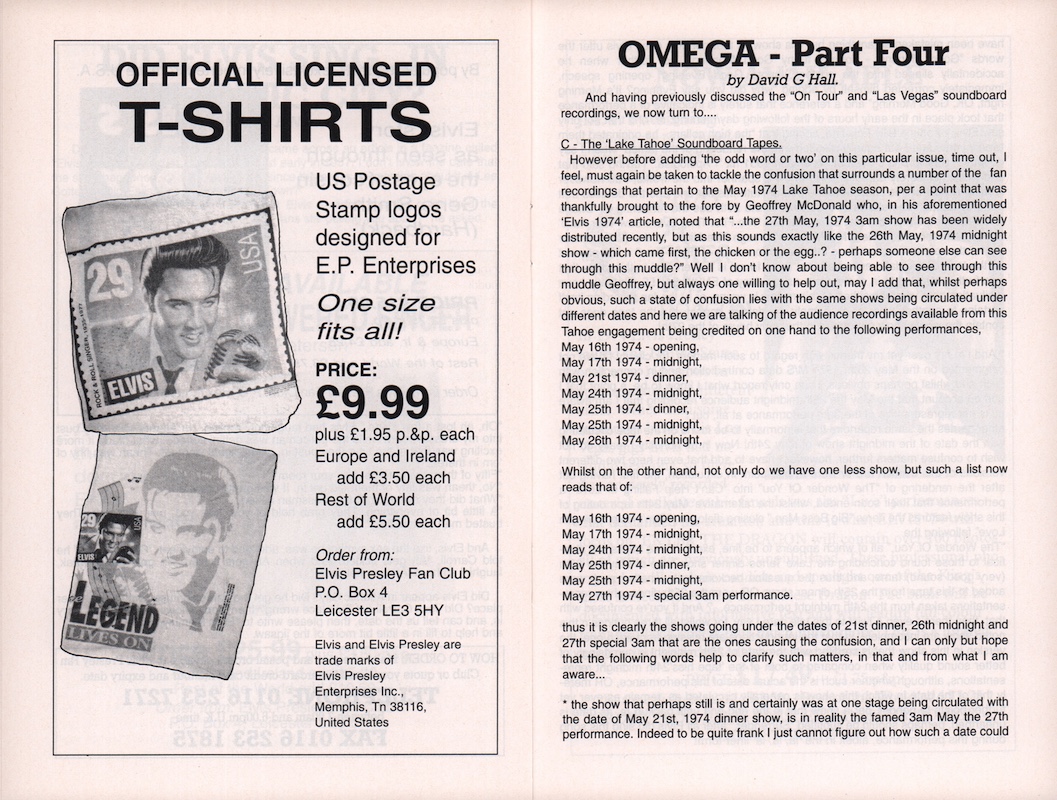 OFFICIAL LICENSED
T-SHIRTS
US Postage
Stamp logos
designed for
E.P. Enterprises
One size
fits all!
PRICE:
£9.99
plus £1.95 p.&p. each
Europe and Ireland
add £3.50 each
Rest of World
add £5.50 each
Order from:
Elvis Presley Fan Club
P.O. Box 4
Leicester LE3 5HY
Elvis and Elvis Presley are
trade marks of
Elvis Presley
Enterprises Inc.,
Memphis, Tn 38116,
United States
29
USA
ROCK & ROLL SINGER, 1935-1977
ELVIS
29
USA
ELVIS
LEGEND
LIVES ON
OMEGA - Part Four
by David G Hall.
And having previously discussed the “On Tour” and “Las Vegas” soundboard
recordings, we now turn to....
C - The ‘Lake Tahoe’ Soundboard Tapes.
However before adding ‘the odd word or two’ on this particular issue, time out, I
feel, must again be taken to tackle the confusion that surrounds a number of the fan
recordings that pertain to the May 1974 Lake Tahoe season, per a point that was
thankfully brought to the fore by Geoffrey McDonald who, in his aforementioned
‘Elvis 1974’ article, noted that “...the 27th May, 1974 3am show has been widely
distributed recently, but as this sounds exactly like the 26th May, 1974 midnight
show - which came first, the chicken or the egg..? - perhaps someone else can see
through this muddle?” Well I don’t know about being able to see through this
muddle Geoffrey, but always one willing to help out, may I add that, whilst perhaps
obvious, such a state of confusion lies with the same shows being circulated under
different dates and here we are talking of the audience recordings available from this
Tahoe engagement being credited on one hand to the following performances,
May 16th 1974 - opening,
May 17th 1974 - midnight,
May 21st 1974 - dinner,
May 24th 1974 - midnight,
May 25th 1974 - dinner,
May 25th 1974 - midnight,
May 26th 1974 - midnight,
Whilst on the other hand, not only do we have one less show, but such a list now
reads that of:
May 16th 1974 - opening,
May 17th 1974 - midnight,
May 24th 1974 - midnight,
May 25th 1974 - dinner,
May 25th 1974 - midnight,
May 27th 1974 - special 3am performance.
thus it is clearly the shows going under the dates of 21st dinner, 26th midnight and
27th special 3am that are the ones causing the confusion, and I can only but hope
that the following words help to clarify such matters, in that and from what I am
aware...
* the show that perhaps still is and certainly was at one stage being circulated with
the date of May 21st, 1974 dinner show, is in reality the famed 3am May the 27th
performance. Indeed to be quite frank I just cannot figure out how such a date could